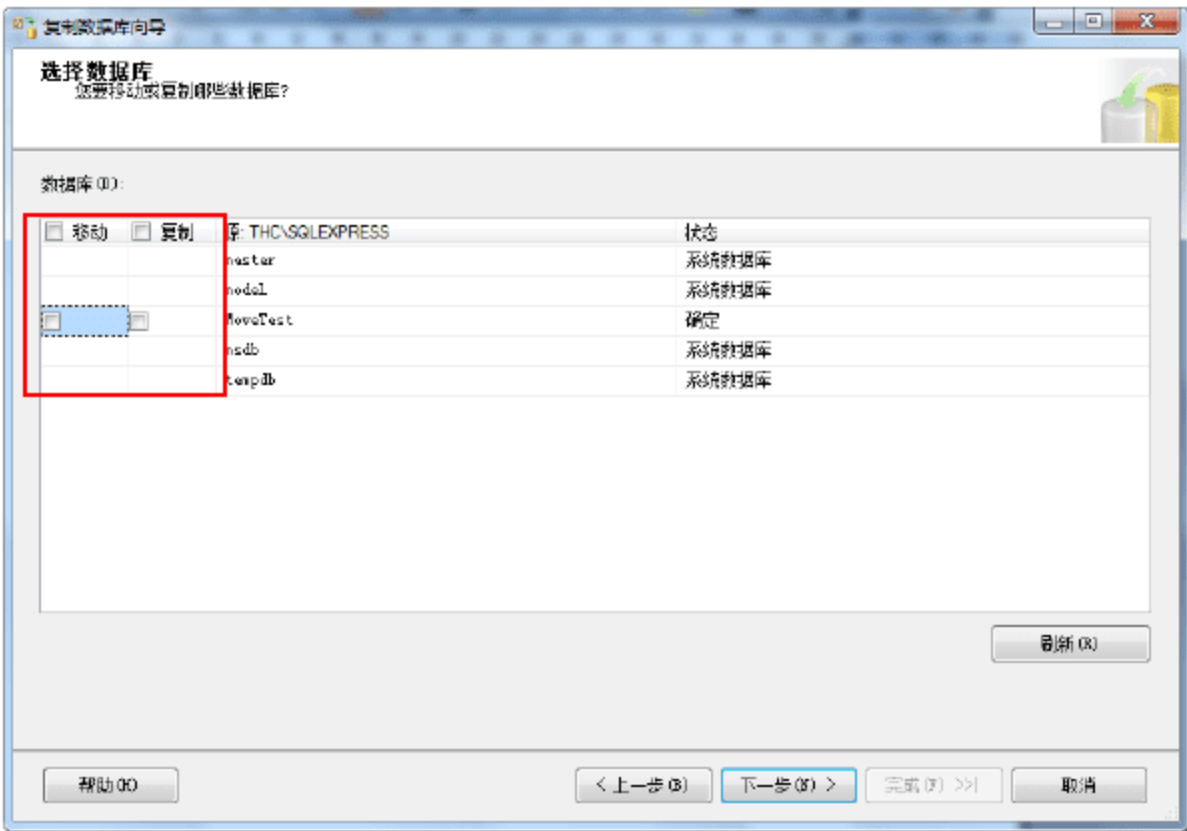 复制数据库向导
选择数据库
您要移动或复制哪些数据库?
数据库(D):
移动 复制 源: THC\SQLEXPRESS 状态
master 系统数据库
model 系统数据库
MoveTest 确定
msdb 系统数据库
tempdb 系统数据库
刷新(R)
帮助(H) < 上一步(B) 下一步(N) > 完成(F) >>| 取消